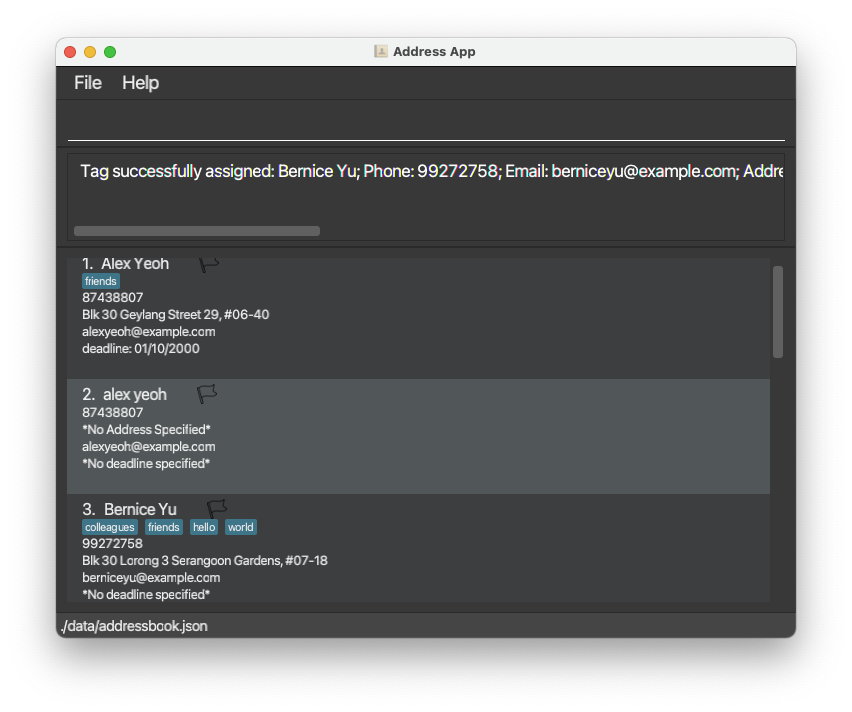 Address App
File Help
Tag successfully assigned: Bernice Yu; Phone: 99272758; Email: berniceyu@example.com; Addre
1. Alex Yeoh
friends
87438807
Blk 30 Geylang Street 29, #06-40
alexyeoh@example.com
deadline: 01/10/2000
2. alex yeoh
87438807
*No Address Specified*
alexyeoh@example.com
*No deadline specified*
3. Bernice Yu
colleagues friends hello world
99272758
Blk 30 Lorong 3 Serangoon Gardens, #07-18
berniceyu@example.com
*No deadline specified*
./data/addressbook.json